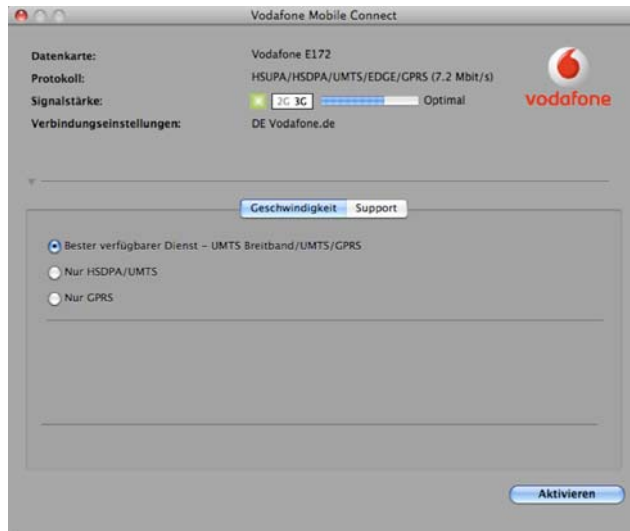 Vodafone Mobile Connect
Datenkarte: Vodafone E172
Protokoll: HSUPA/HSDPA/UMTS/EDGE/GPRS (7.2 Mbit/s)
Signalstärke: 2G 3G Optimal
Verbindungseinstellungen: DE Vodafone.de
vodafone
Geschwindigkeit Support
Bester verfügbarer Dienst – UMTS Breitband/UMTS/GPRS
Nur HSDPA/UMTS
Nur GPRS
Aktivieren